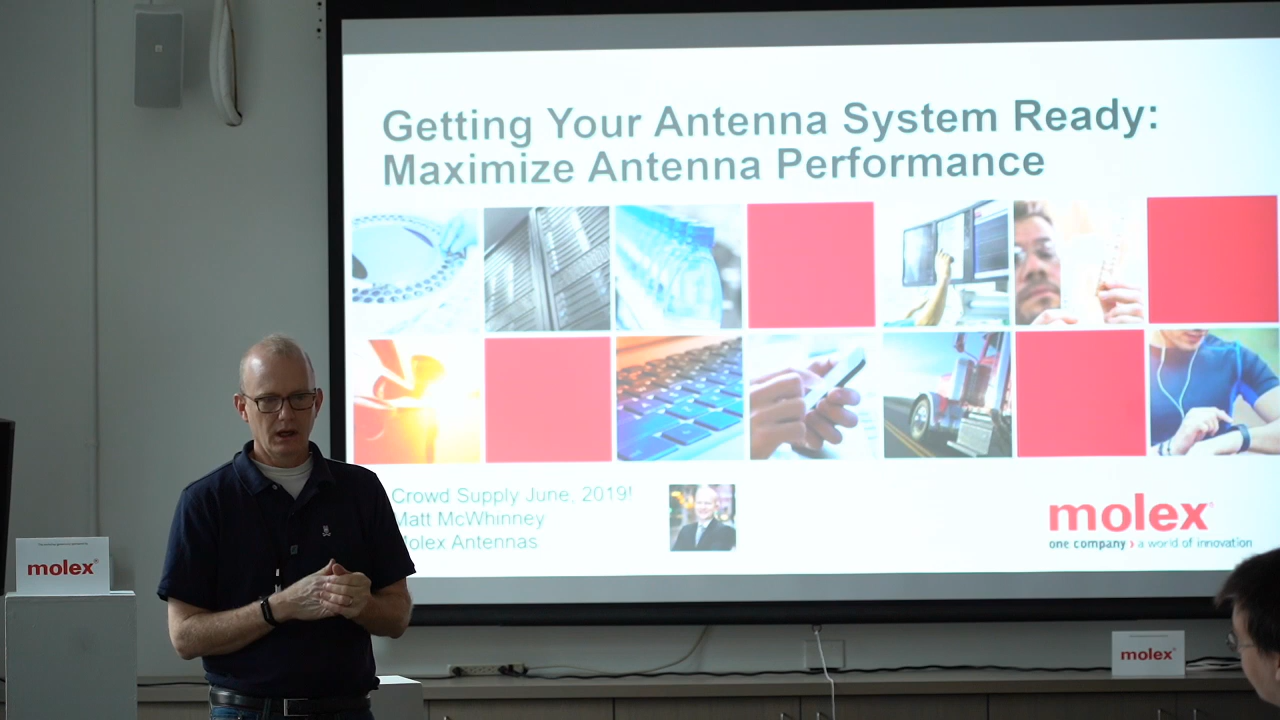 Getting Your Antenna System Ready:
Maximize Antenna Performance
Crowd Supply June, 2019!
Matt McWhinney
Molex Antennas
molex
one company › a world of innovation
molex
molex